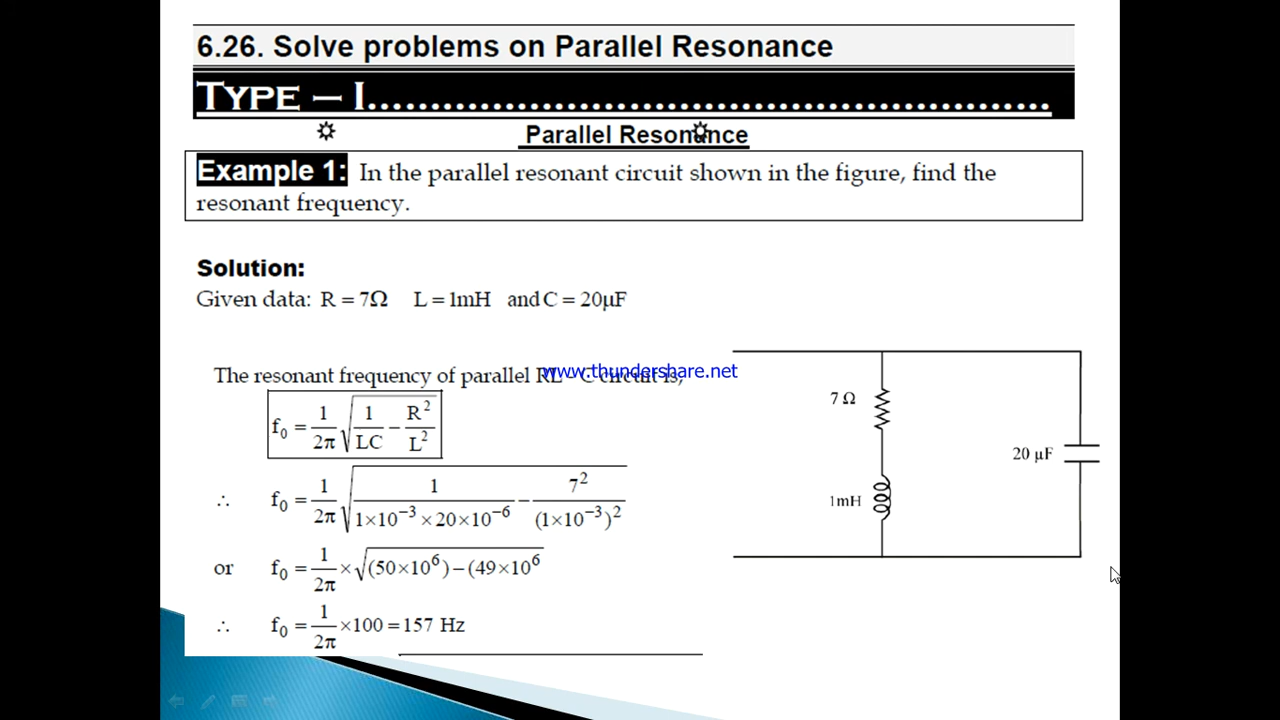 6.26. Solve problems on Parallel Resonance
TYPE – I......................................................
Parallel Resonance
Example 1: In the parallel resonant circuit shown in the figure, find the
resonant frequency.
Solution:
Given data: R = 7Ω L = 1mH and C = 20µF
The resonant frequency of parallel RL – C circuit is,
www.thundershare.net
f₀ = 1/2π √(1/LC − R²/L²)
∴ f₀ = 1/2π √(1/1×10⁻³×20×10⁻⁶ − 7²/(1×10⁻³)²)
or f₀ = 1/2π × √(50×10⁶)−(49×10⁶
∴ f₀ = 1/2π ×100 = 157 Hz
7 Ω
20 µF
1mH